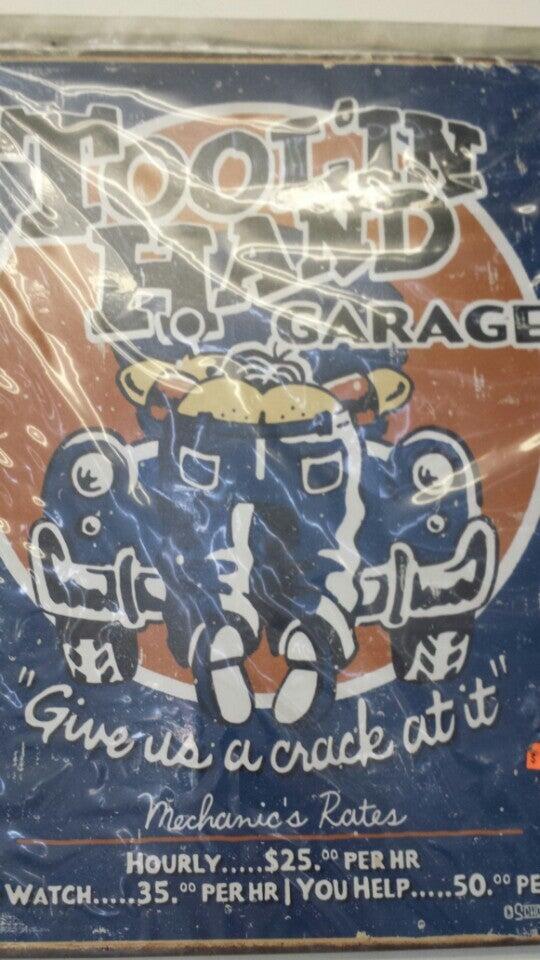 TOOL'IN
HAND
GARAGE
"Give us a crack at it"
Mechanic's Rates
HOURLY.....$25.00 PER HR
WATCH.....35.00 PER HR | YOU HELP.....50.00 PE